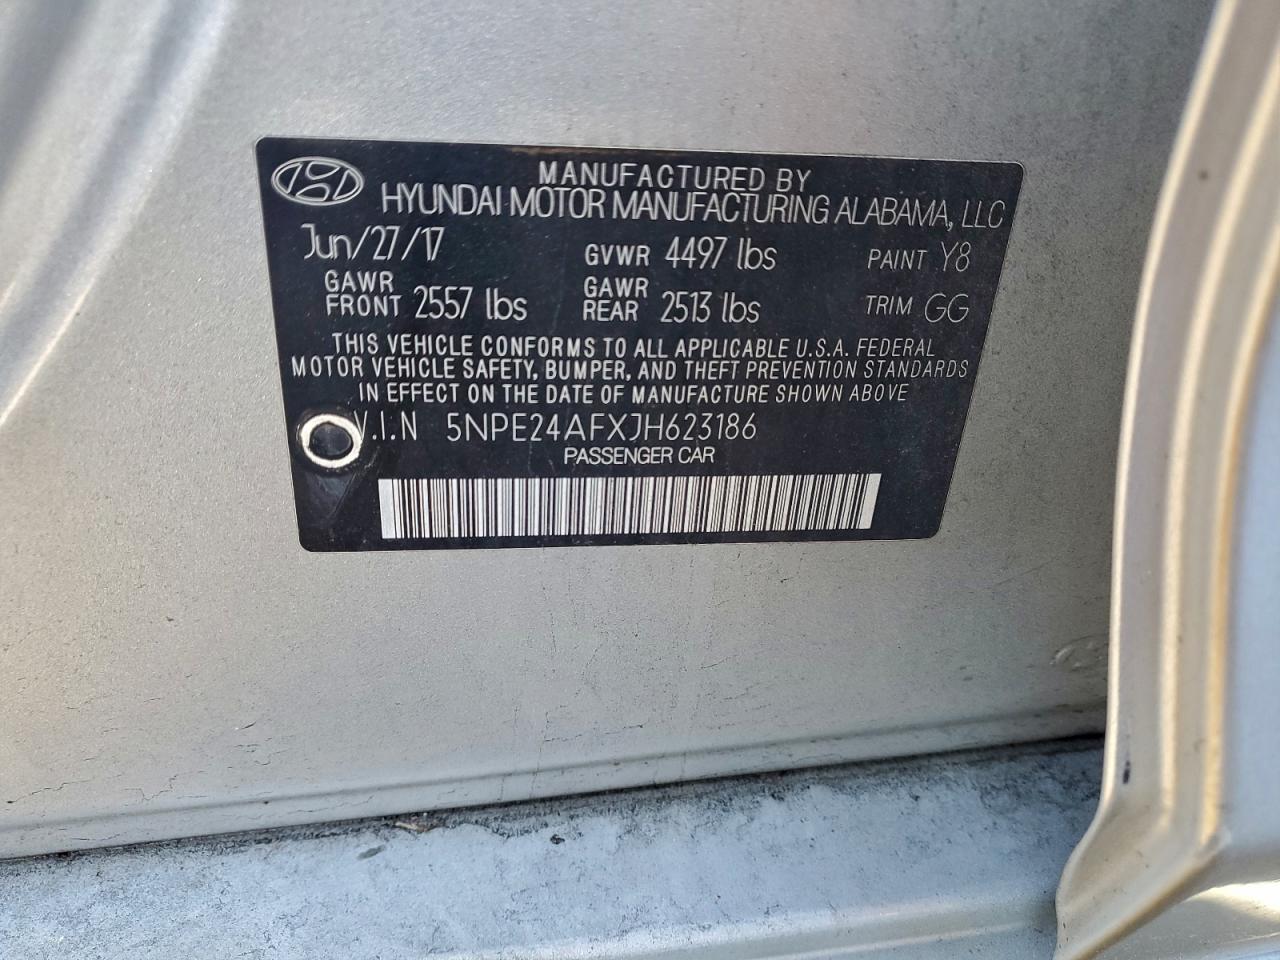 MANUFACTURED BY
HYUNDAI MOTOR MANUFACTURING ALABAMA, LLC
Jun/27/17 GVWR 4497 lbs PAINT Y8
GAWR FRONT 2557 lbs GAWR REAR 2513 lbs TRIM GG
THIS VEHICLE CONFORMS TO ALL APPLICABLE U.S.A. FEDERAL
MOTOR VEHICLE SAFETY, BUMPER, AND THEFT PREVENTION STANDARDS
IN EFFECT ON THE DATE OF MANUFACTURE SHOWN ABOVE
V.I.N 5NPE24AFXJH623186
PASSENGER CAR